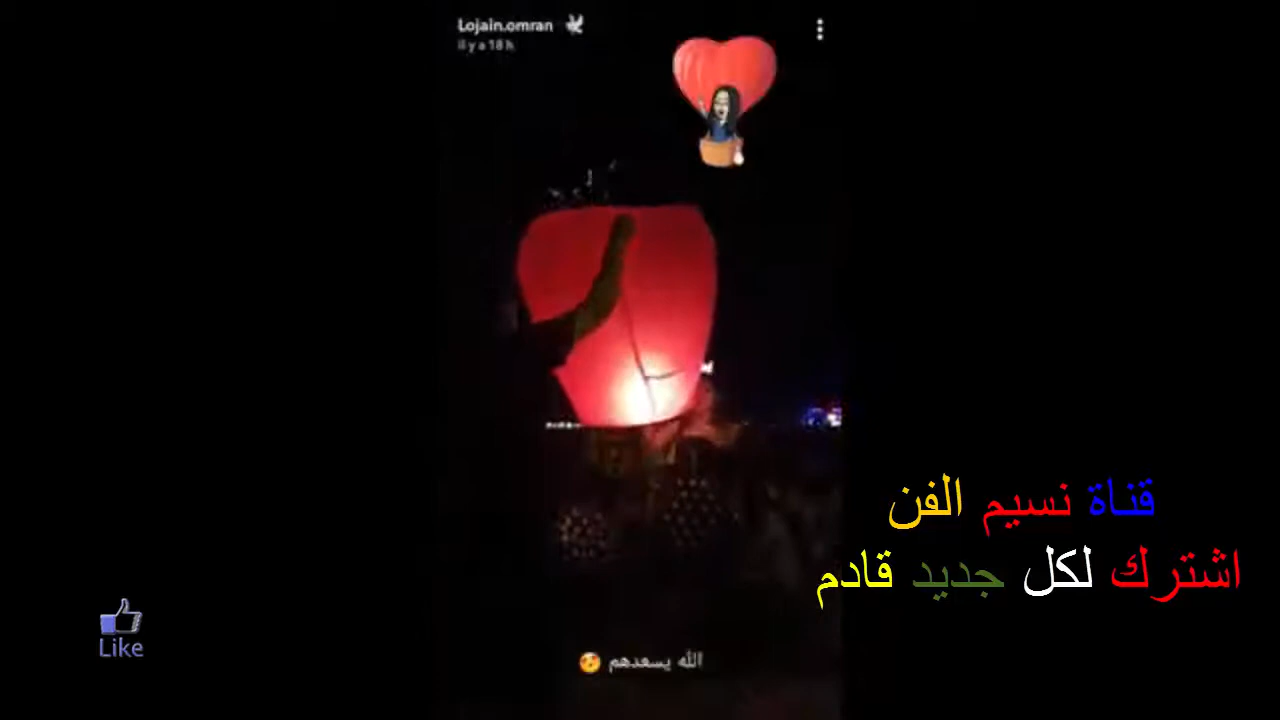 Lojain.omran
il y a 18 h
قناة نسيم الفن
اشترك لكل جديد قادم
Like
الله يسعدهم 😍